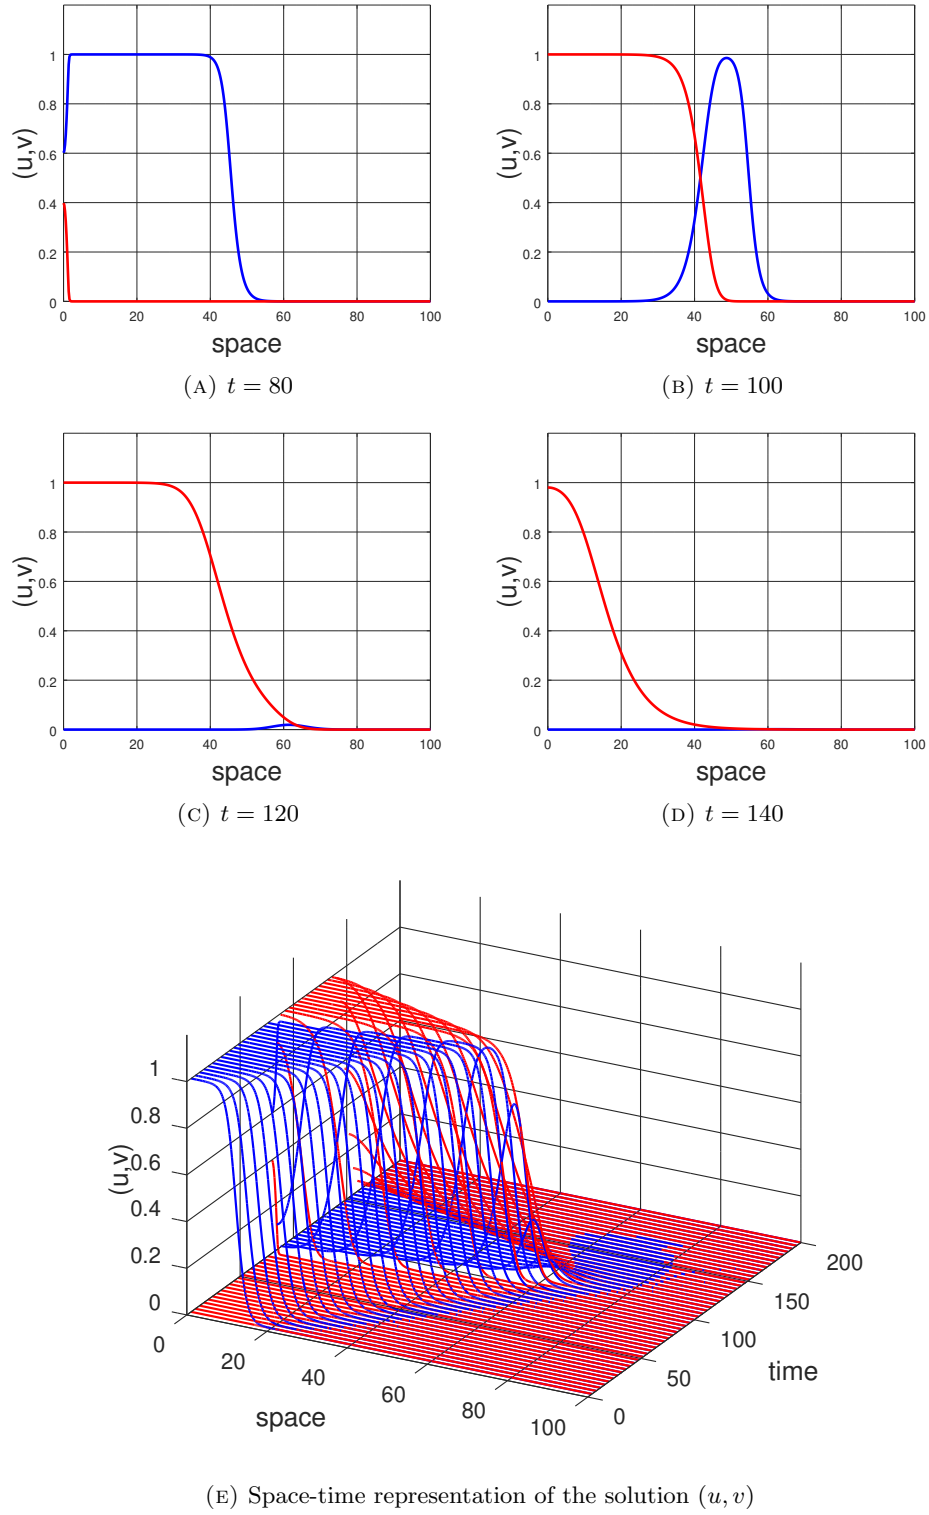 1
0.8
0.6
0.4
0.2
0
0 20 40 60 80 100
(u,v)
space
(A) t = 80
1
0.8
0.6
0.4
0.2
0
0 20 40 60 80 100
(u,v)
space
(B) t = 100
1
0.8
0.6
0.4
0.2
0
0 20 40 60 80 100
(u,v)
space
(C) t = 120
1
0.8
0.6
0.4
0.2
0
0 20 40 60 80 100
(u,v)
space
(D) t = 140
1
0.8
0.6
0.4
0.2
0
(u,v)
0 20 40 60 80 100
space
0 50 100 150 200
time
(E) Space-time representation of the solution (u, v)